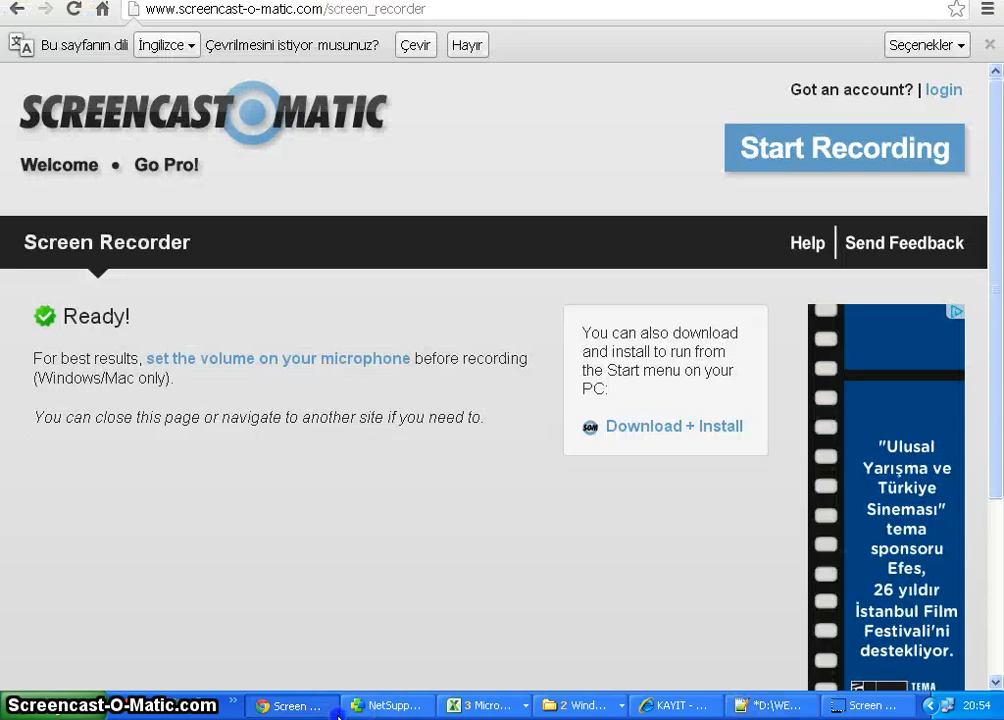 www.screencast-o-matic.com/screen_recorder
Bu sayfanın dili İngilizce Çevrilmesini istiyor musunuz? Çevir Hayır Seçenekler
SCREENCAST O MATIC
Got an account? | login
Start Recording
Welcome • Go Pro!
Screen Recorder
Help | Send Feedback
Ready!
For best results, set the volume on your microphone before recording
(Windows/Mac only).
You can close this page or navigate to another site if you need to.
You can also download
and install to run from
the Start menu on your
PC:
SOM Download + Install
"Ulusal
Yarışma ve
Türkiye
Sineması"
tema
sponsoru
Efes,
26 yıldır
İstanbul Film
Festivali'ni
destekliyor.
TEMA
Screencast-O-Matic.com
Screen ...
NetSupp...
3 Micro...
2 Wind...
KAYIT - ...
*D:\WE...
Screen ...
20:54